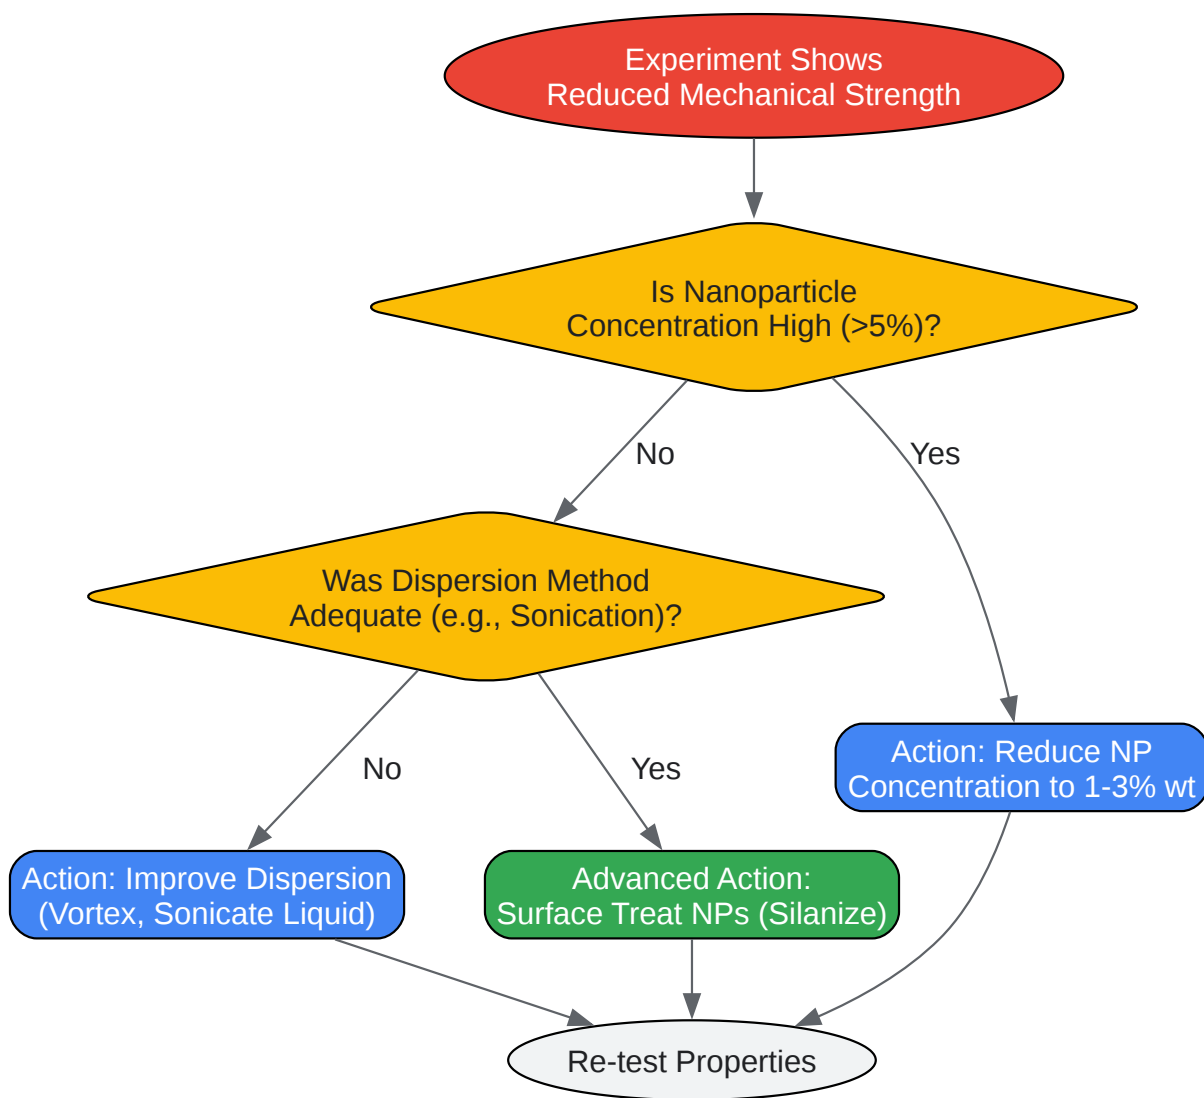 Experiment Shows
Reduced Mechanical Strength
Is Nanoparticle
Concentration High (>5%)?
No
Yes
Was Dispersion Method
Adequate (e.g., Sonication)?
No
Yes
Action: Reduce NP
Concentration to 1-3% wt
Action: Improve Dispersion
(Vortex, Sonicate Liquid)
Advanced Action:
Surface Treat NPs (Silanize)
Re-test Properties